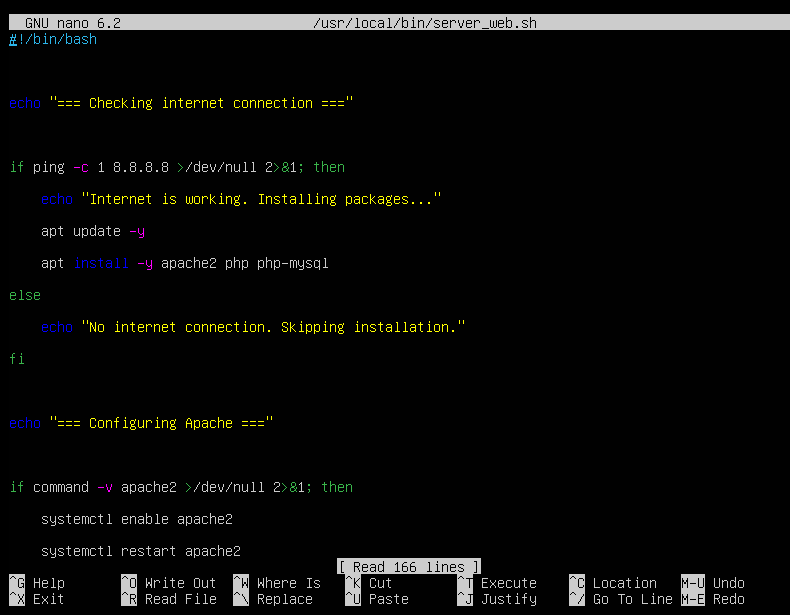 GNU nano 6.2 /usr/local/bin/server_web.sh
#!/bin/bash
echo "=== Checking internet connection ==="
if ping -c 1 8.8.8.8 >/dev/null 2>&1; then
echo "Internet is working. Installing packages..."
apt update -y
apt install -y apache2 php php-mysql
else
echo "No internet connection. Skipping installation."
fi
echo "=== Configuring Apache ==="
if command -v apache2 >/dev/null 2>&1; then
systemctl enable apache2
systemctl restart apache2
[ Read 166 lines ]
^G Help ^O Write Out ^W Where Is ^K Cut ^T Execute ^C Location M-U Undo
^X Exit ^R Read File ^\ Replace ^U Paste ^J Justify ^/ Go To Line M-E Redo